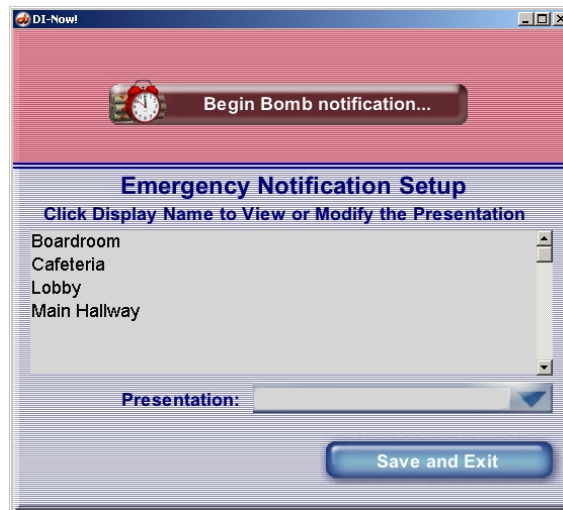 DI-Now!
Begin Bomb notification...
Emergency Notification Setup
Click Display Name to View or Modify the Presentation
Boardroom
Cafeteria
Lobby
Main Hallway
Presentation:
Save and Exit